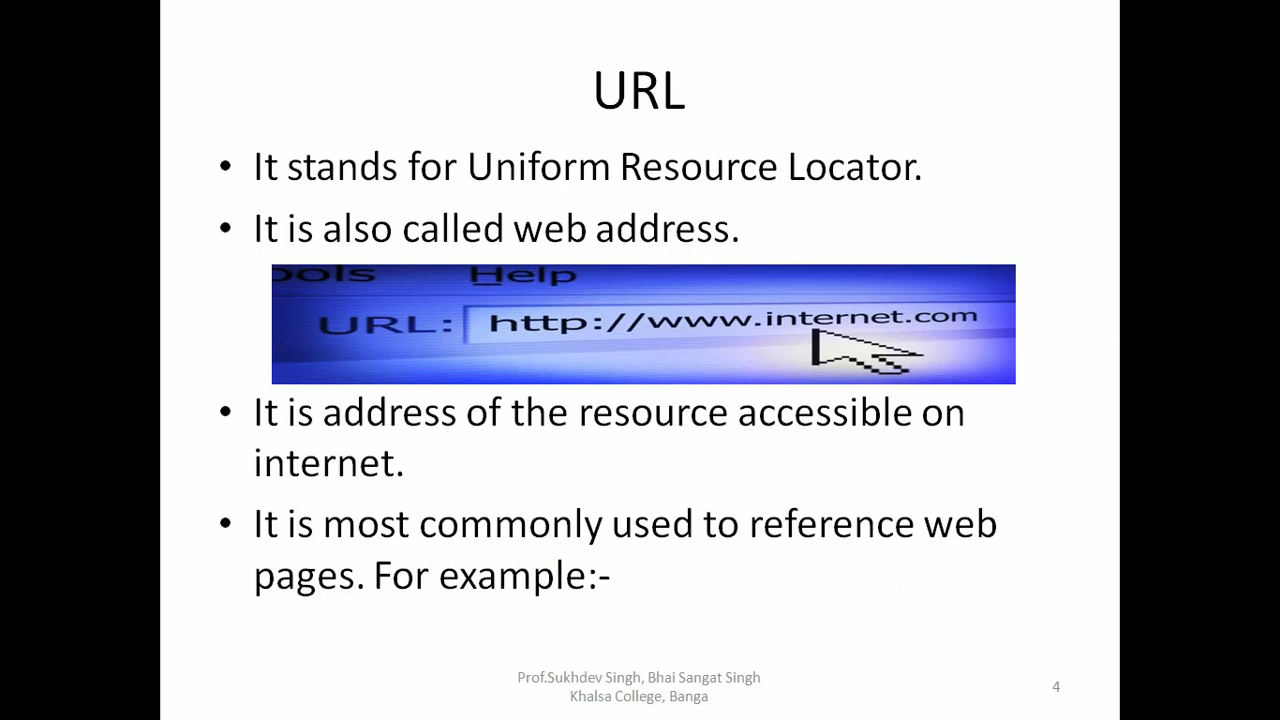 URL
• It stands for Uniform Resource Locator.
• It is also called web address.
ools Help
URL: http://www.internet.com
• It is address of the resource accessible on
internet.
• It is most commonly used to reference web
pages. For example:-
Prof.Sukhdev Singh, Bhai Sangat Singh
Khalsa College, Banga
4